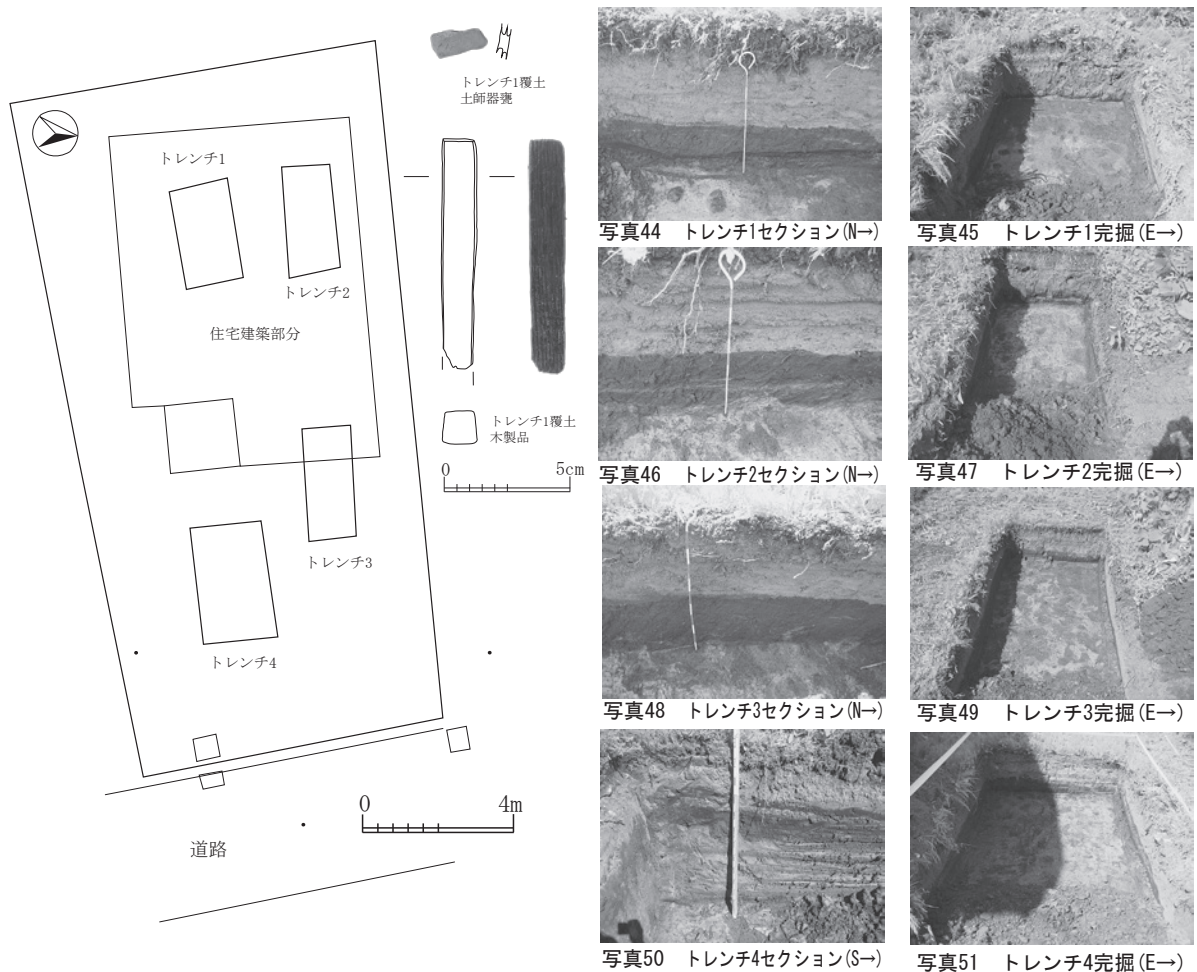 トレンチ1
トレンチ2
住宅建築部分
トレンチ3
トレンチ4
0 4m
道路
トレンチ1覆土
土師器甕
トレンチ1覆土
木製品
0 5cm
写真44 トレンチ1セクション(N→)
写真45 トレンチ1完掘(E→)
写真46 トレンチ2セクション(N→)
写真47 トレンチ2完掘(E→)
写真48 トレンチ3セクション(N→)
写真49 トレンチ3完掘(E→)
写真50 トレンチ4セクション(S→)
写真51 トレンチ4完掘(E→)